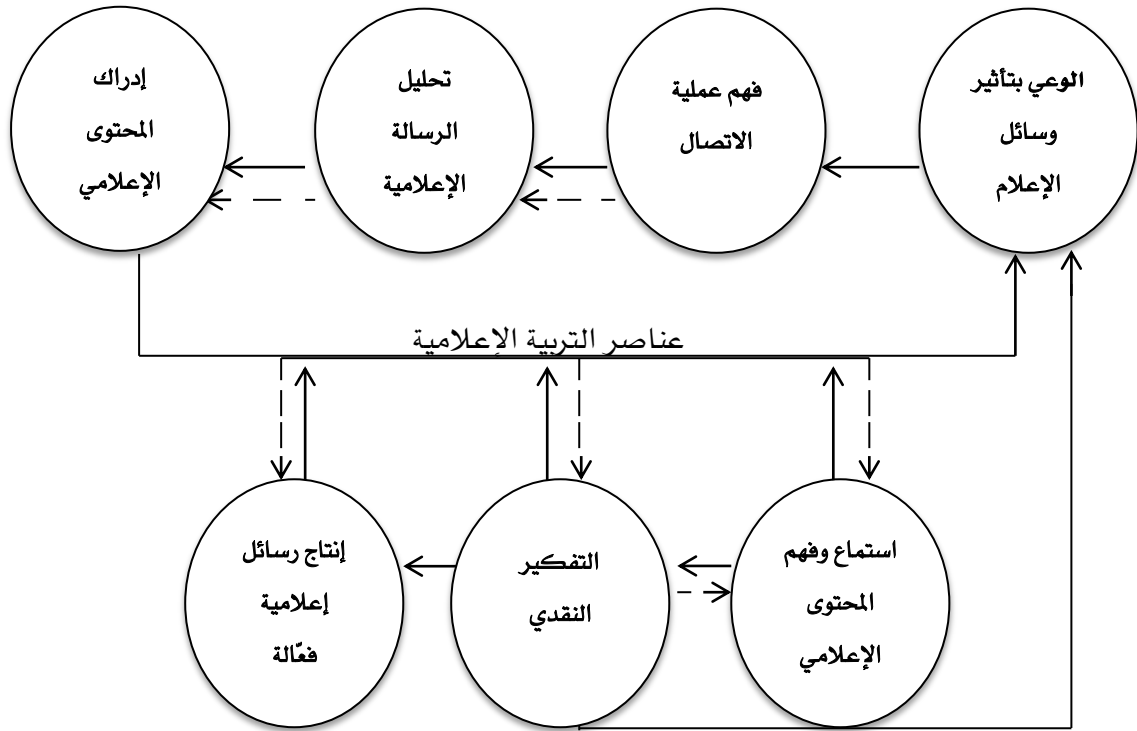 الوعي بتأثير
وسائل
الإعلام
فهم عملية
الاتصال
تحليل
الرسالة
الإعلامية
إدراك
المحتوى
الإعلامي
عناصر التربية الإعلامية
استماع وفهم
المحتوى
الإعلامي
التفكير
النقدي
إنتاج رسائل
إعلامية
فعّالة